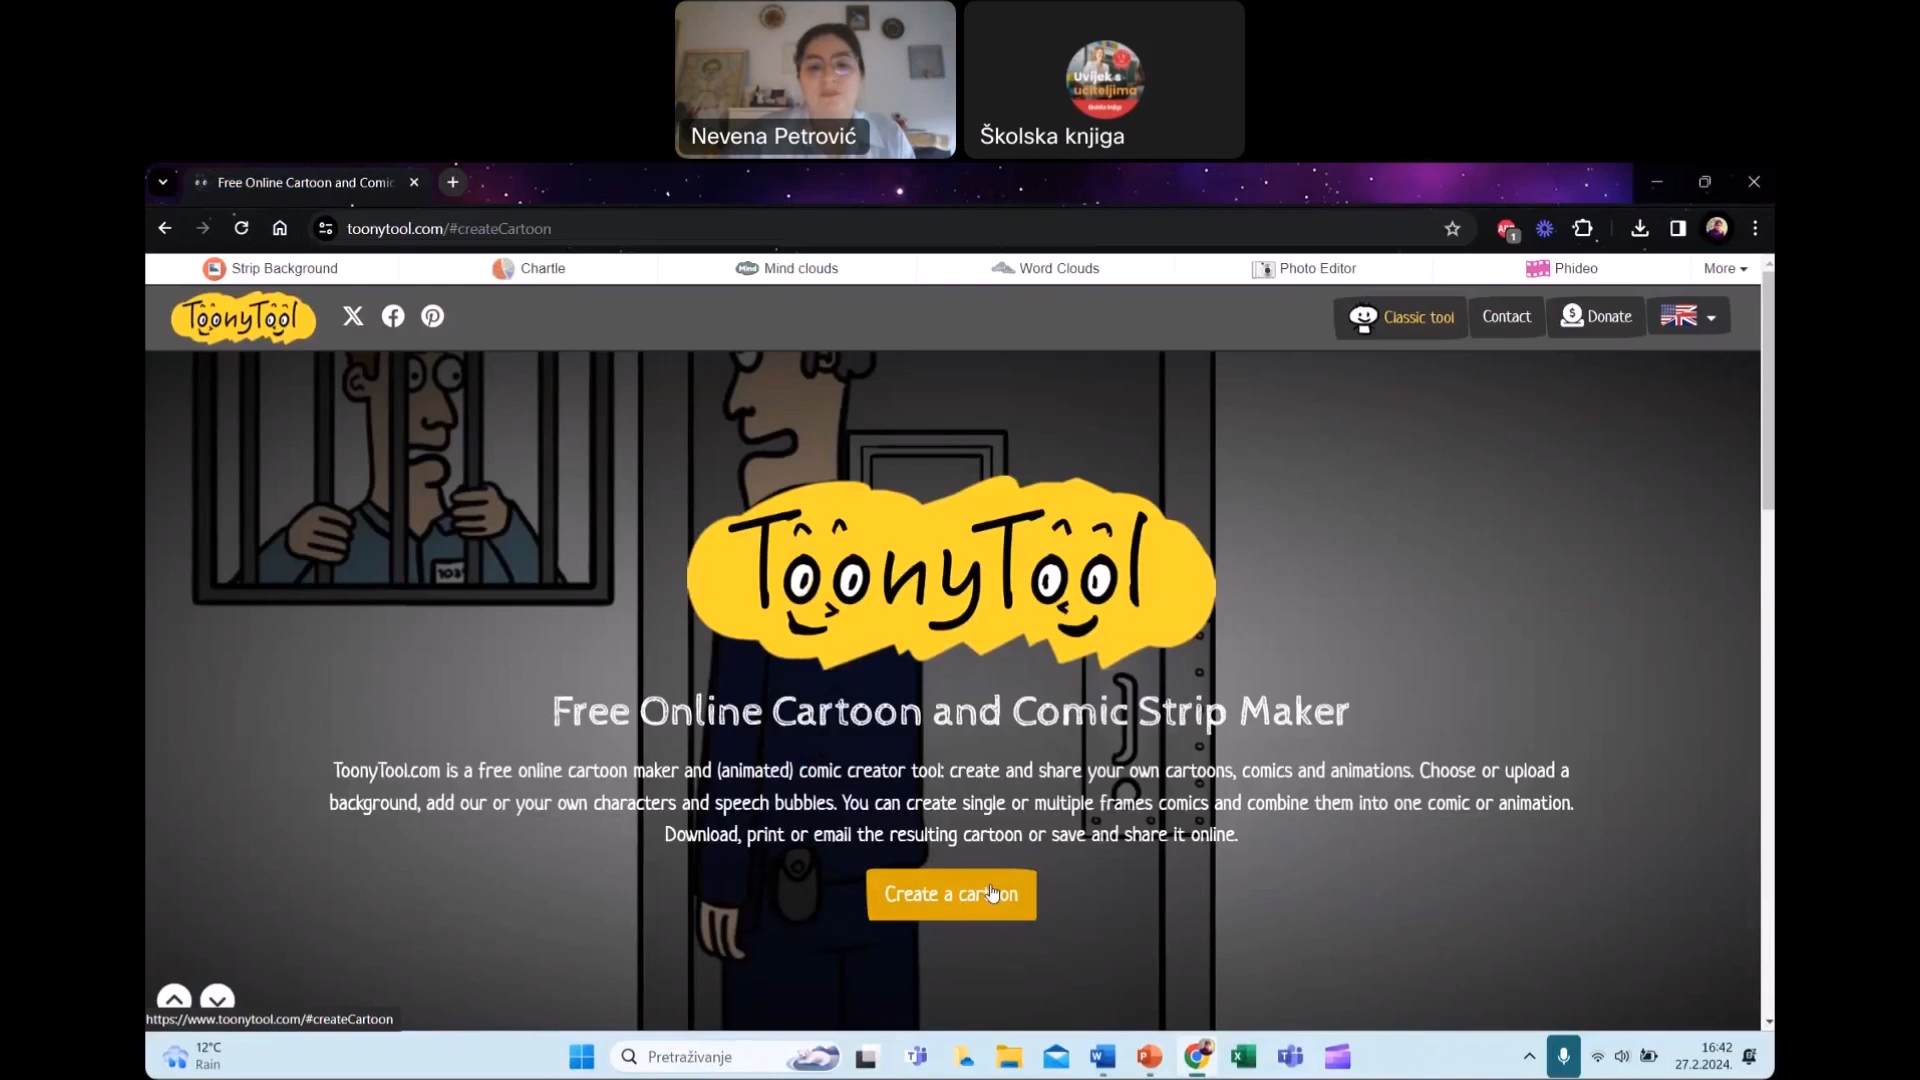 Uvijek s
učiteljima
školska knjiga
Nevena Petrović
Školska knjiga
Free Online Cartoon and Comic
toonytool.com/#createCartoon
1
Strip Background
Chartle
Mind clouds
Word Clouds
Photo Editor
Phideo
More
ToonyTool
Classic tool
Contact
Donate
103
ToonyTool
Free Online Cartoon and Comic Strip Maker
ToonyTool.com is a free online cartoon maker and (animated) comic creator tool: create and share your own cartoons, comics and animations. Choose or upload a
background, add our or your own characters and speech bubbles. You can create single or multiple frames comics and combine them into one comic or animation.
Download, print or email the resulting cartoon or save and share it online.
Create a cartoon
https://www.toonytool.com/#createCartoon
12°C
Rain
Pretraživanje
16:42
27.2.2024.